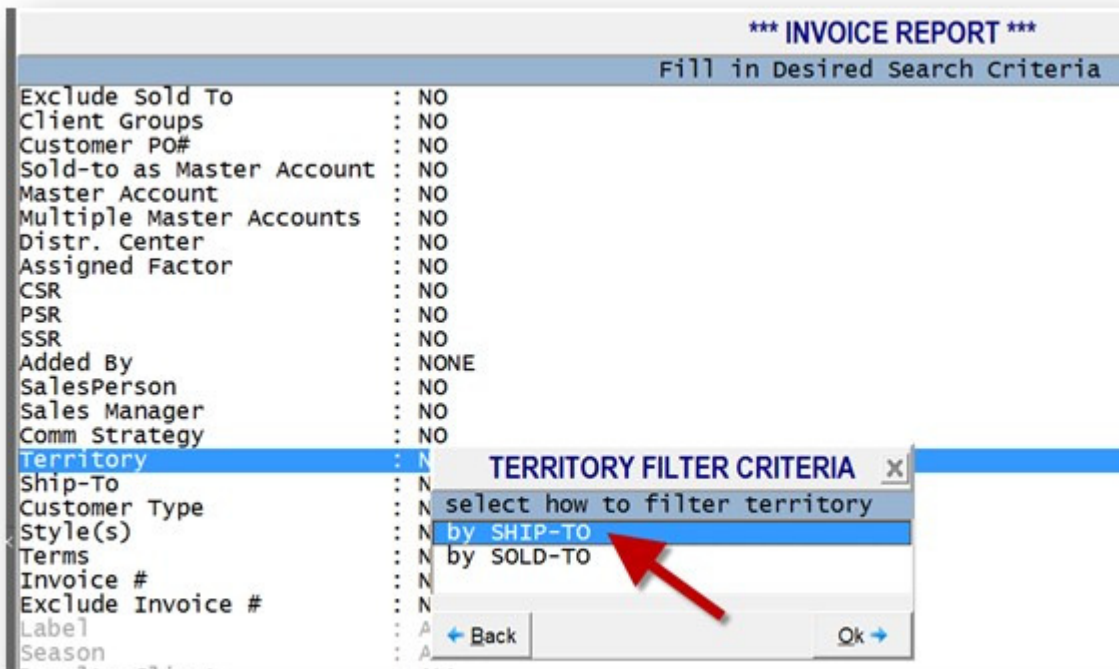 *** INVOICE REPORT ***
Fill in Desired Search Criteria
Exclude Sold To : NO
Client Groups : NO
Customer PO# : NO
Sold-to as Master Account : NO
Master Account : NO
Multiple Master Accounts : NO
Distr. Center : NO
Assigned Factor : NO
CSR : NO
PSR : NO
SSR : NO
Added By : NONE
SalesPerson : NO
Sales Manager : NO
Comm Strategy : NO
Territory : N
Ship-To : N
Customer Type : N
Style(s) : N
Terms : N
Invoice # : N
Exclude Invoice # : N
Label : A
Season : A
TERRITORY FILTER CRITERIA X
select how to filter territory
by SHIP-TO
by SOLD-TO
Back Ok